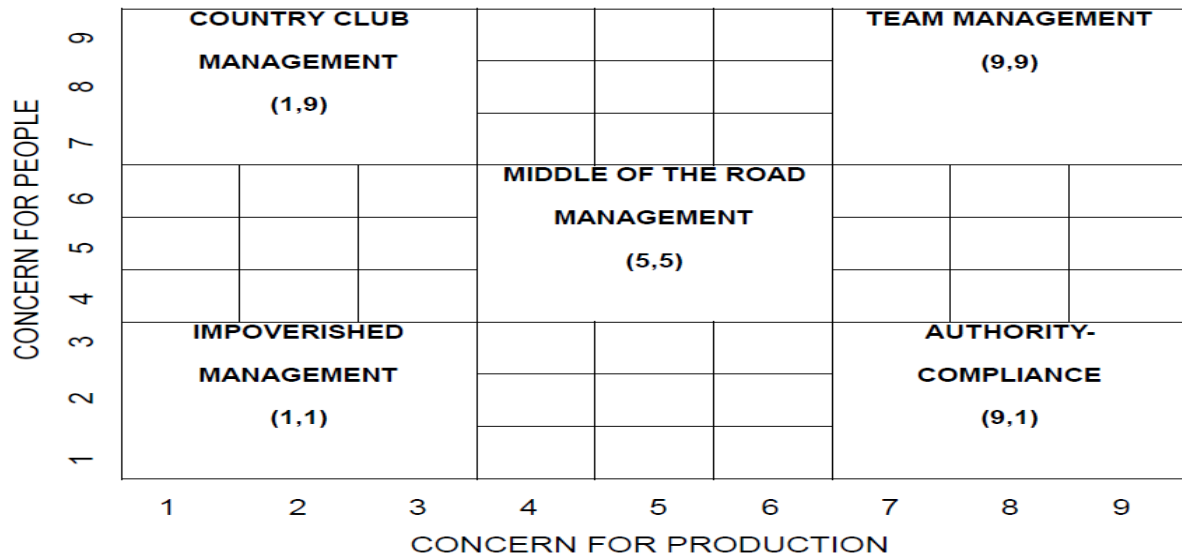 CONCERN FOR PEOPLE
9
8
7
6
5
4
3
2
1
COUNTRY CLUB
MANAGEMENT
(1,9)
TEAM MANAGEMENT
(9,9)
MIDDLE OF THE ROAD
MANAGEMENT
(5,5)
IMPOVERISHED
MANAGEMENT
(1,1)
AUTHORITY-
COMPLIANCE
(9,1)
1 2 3 4 5 6 7 8 9
CONCERN FOR PRODUCTION